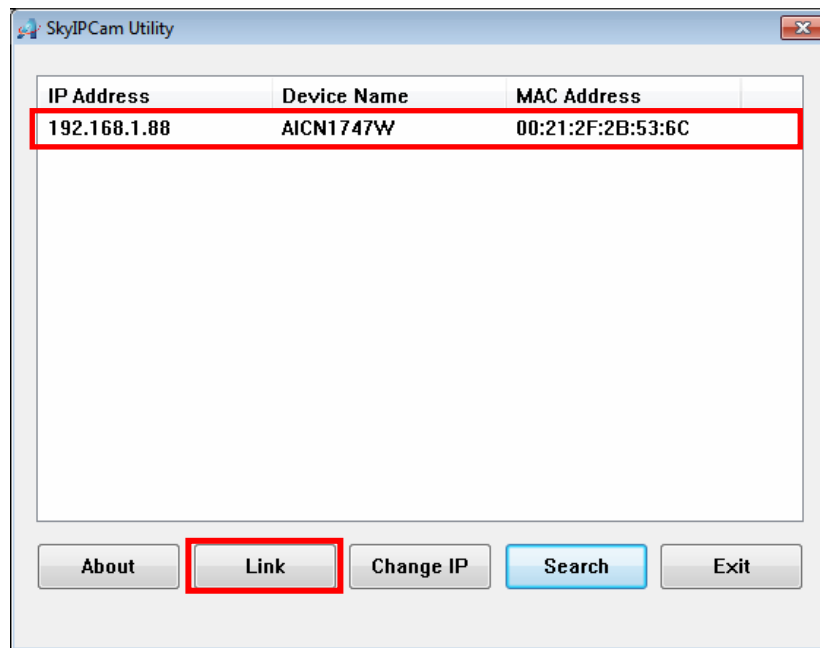 SkyIPCam Utility
IP Address Device Name MAC Address
192.168.1.88 AICN1747W 00:21:2F:2B:53:6C
About Link Change IP Search Exit